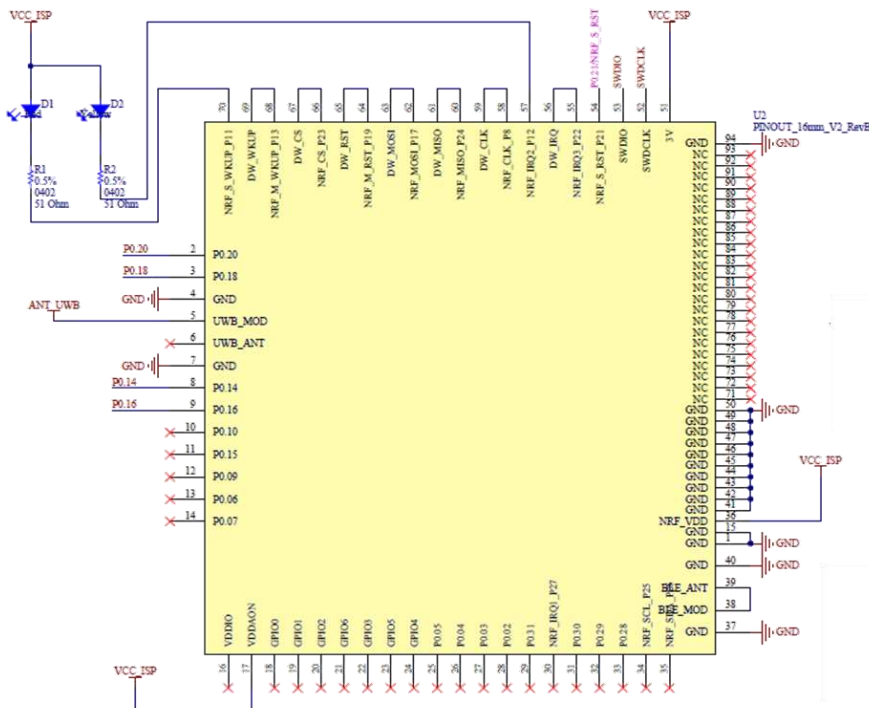 VCC_ISP
VCC_ISP
P0.21/NRF_S_RST
SWDIO
SWDCLK
D1
D2
R1
0.5%
0402
51 Ohm
R2
0.5%
0402
51 Ohm
70 69 68 67 66 65 64 63 62 61 60 59 58 57 56 55 54 53 52 51
NRF_S_WKUP_P11
DW_WKUP
NRF_M_WKUP_P13
DW_CS
NRF_CS_P23
DW_RST
NRF_M_RST_P19
DW_MOSI
NRF_MOSI_P17
DW_MISO
NRF_MISO_P24
DW_CLK
NRF_CLK_P8
NRF_IRQ2_P12
DW_IRQ
NRF_IRQ3_P22
NRF_S_RST_P21
SWDIO
SWDCLK
3V
U2
PINOUT_16mm_V2_RevB
GND 94 GND
NC 93
NC 92
NC 91
NC 90
NC 89
NC 88
NC 87
NC 86
NC 85
NC 84
NC 83
NC 82
NC 81
NC 80
NC 79
NC 78
NC 77
NC 76
NC 75
NC 74
NC 73
NC 72
NC 71
GND 50 GND
GND 49
GND 48
GND 47
GND 46
GND 45
GND 44
GND 43
GND 42
GND 41
VCC_ISP
NRF_VDD 36
GND 15
GND 1 GND
GND 40 GND
BLE_ANT 39
BLE_MOD 38
GND 37 GND
P0.20 2 P0.20
P0.18 3 P0.18
GND 4 GND
ANT_UWB 5 UWB_MOD
6 UWB_ANT
GND 7 GND
P0.14 8 P0.14
P0.16 9 P0.16
10 P0.10
11 P0.15
12 P0.09
13 P0.06
14 P0.07
VDDIO
VDDAON
GPIO0
GPIO1
GPIO2
GPIO6
GPIO3
GPIO5
GPIO4
P0.05
P0.04
P0.03
P0.02
P0.31
NRF_IRQ1_P27
P0.30
P0.29
P0.28
NRF_SCL_P25
16 17 18 19 20 21 22 23 24 25 26 27 28 29 30 31 32 33 34 35
VCC_ISP